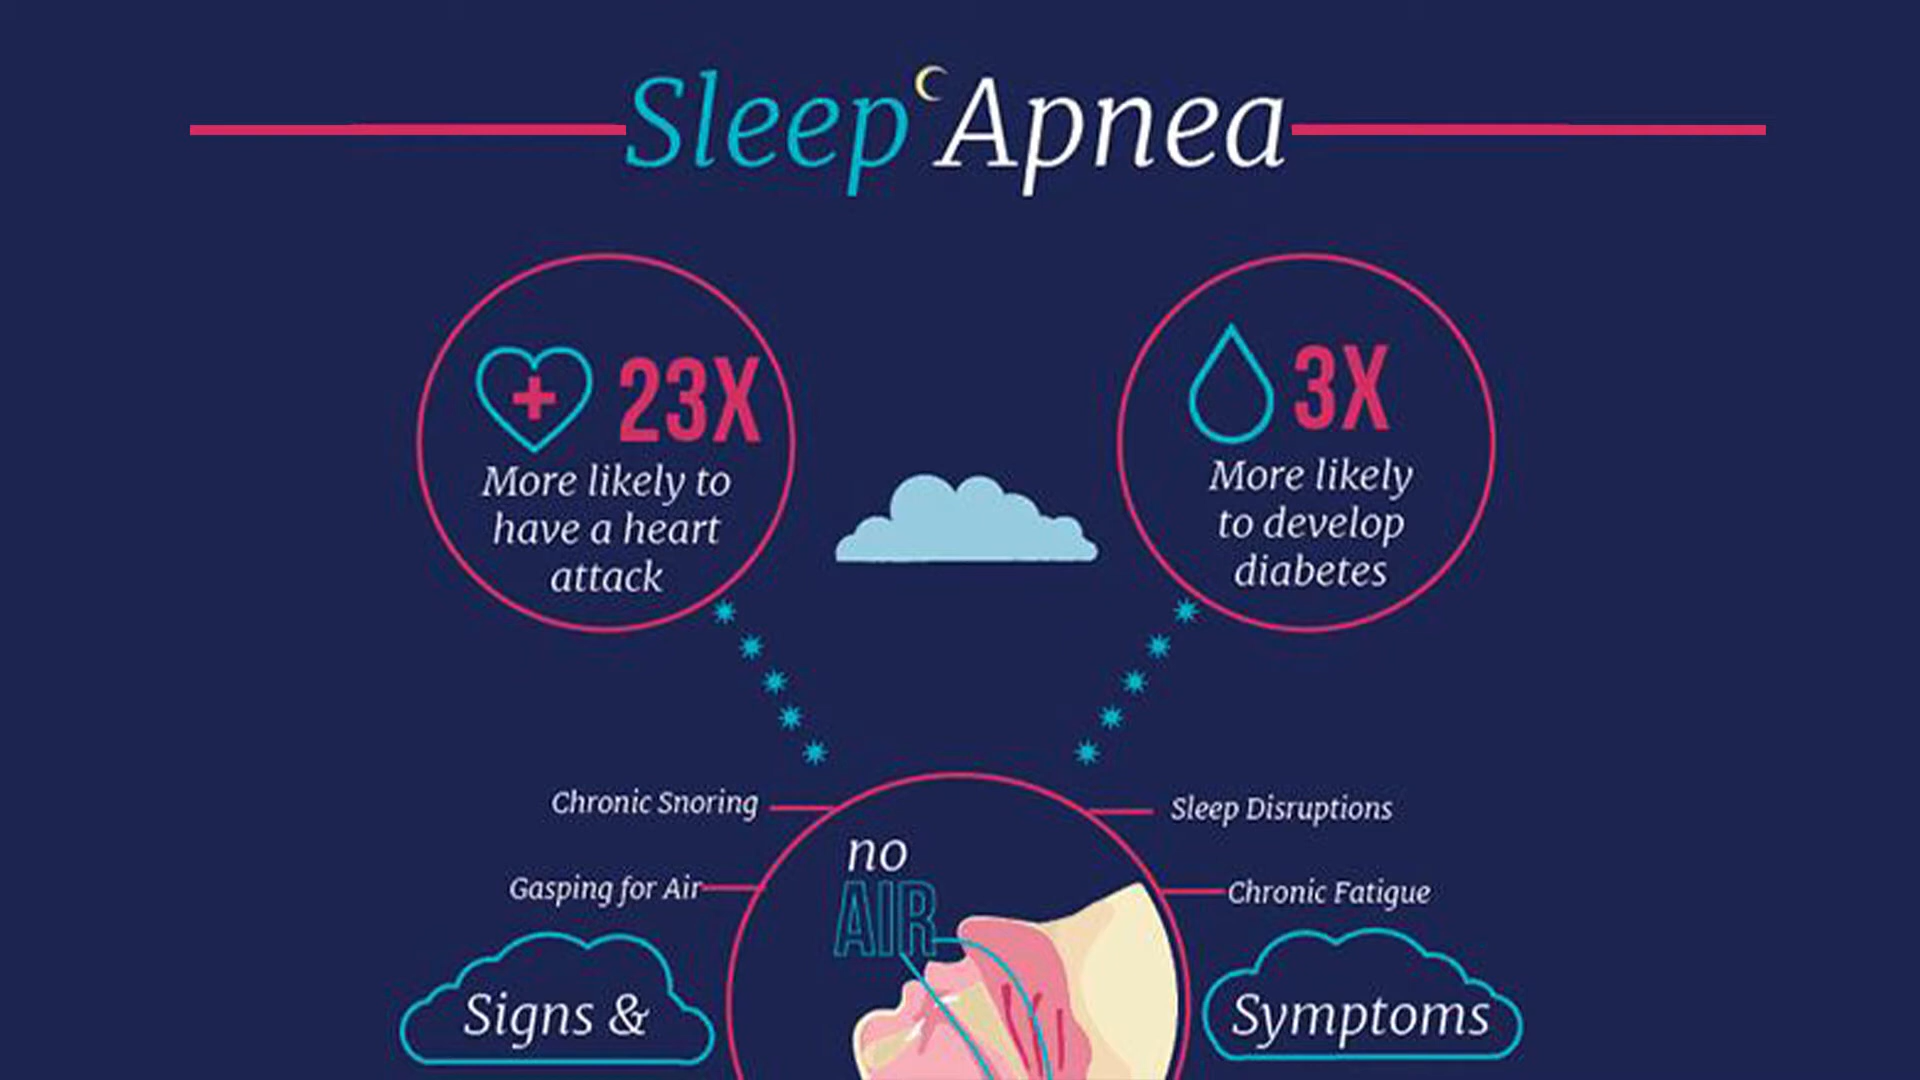 Sleep Apnea
23X
More likely to
have a heart
attack
3X
More likely
to develop
diabetes
Chronic Snoring
Gasping for Air
Sleep Disruptions
Chronic Fatigue
no
AIR
Signs &
Symptoms